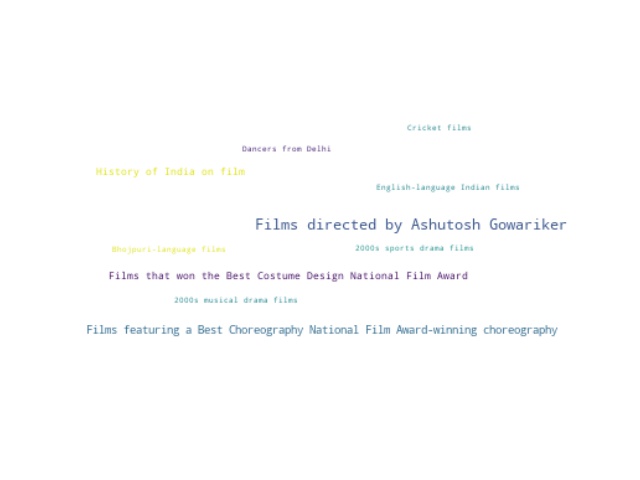 Cricket films
Dancers from Delhi
History of India on film
English-language Indian films
Films directed by Ashutosh Gowariker
Bhojpuri-language films
2000s sports drama films
Films that won the Best Costume Design National Film Award
2000s musical drama films
Films featuring a Best Choreography National Film Award-winning choreography